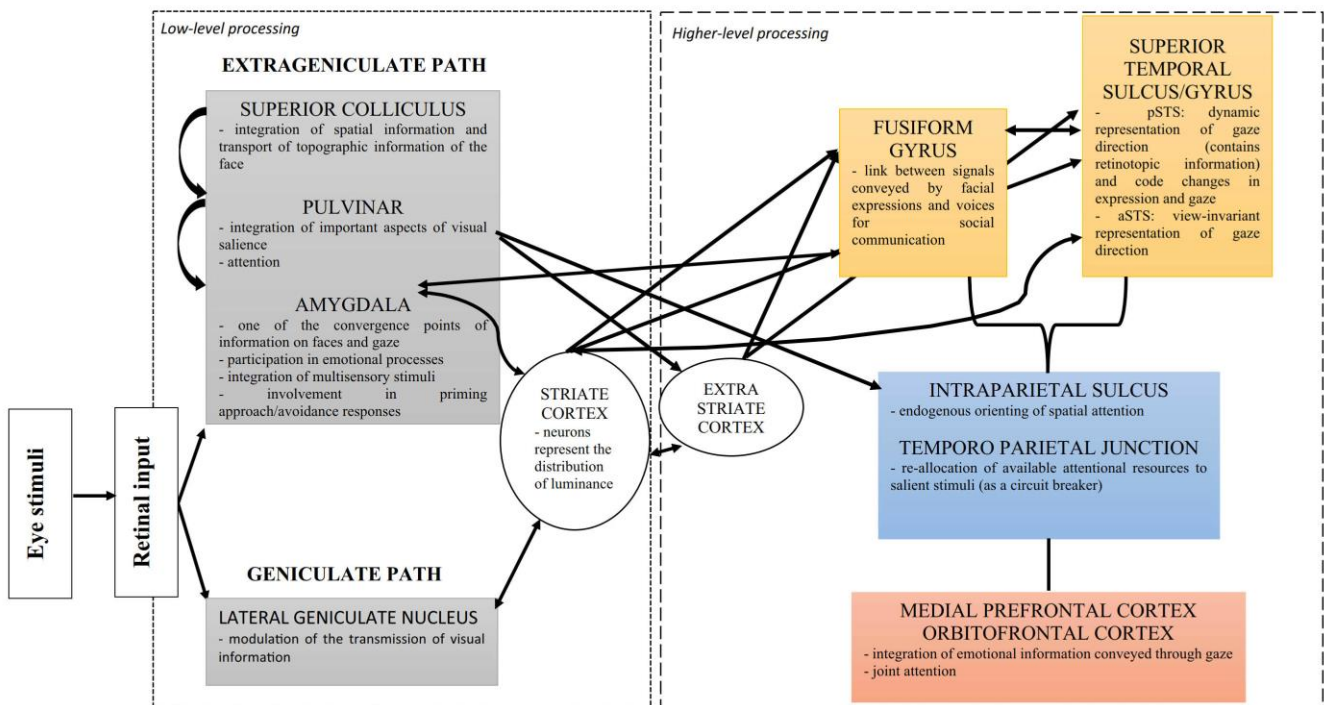 Low-level processing
EXTRAGENICULATE PATH
SUPERIOR COLLICULUS
- integration of spatial information and
transport of topographic information of the
face
PULVINAR
- integration of important aspects of visual
salience
- attention
AMYGDALA
- one of the convergence points of
information on faces and gaze
- participation in emotional processes
- integration of multisensory stimuli
- involvement in priming
approach/avoidance responses
Eye stimuli
Retinal input
GENICULATE PATH
LATERAL GENICULATE NUCLEUS
- modulation of the transmission of visual
information
STRIATE
CORTEX
- neurons
represent the
distribution
of luminance
Higher-level processing
EXTRA
STRIATE
CORTEX
FUSIFORM
GYRUS
- link between signals
conveyed by facial
expressions and voices
for social
communication
SUPERIOR
TEMPORAL
SULCUS/GYRUS
- pSTS: dynamic
representation of gaze
direction (contains
retinotopic information)
and code changes in
expression and gaze
- aSTS: view-invariant
representation of gaze
direction
INTRAPARIETAL SULCUS
- endogenous orienting of spatial attention
TEMPORO PARIETAL JUNCTION
- re-allocation of available attentional resources to
salient stimuli (as a circuit breaker)
MEDIAL PREFRONTAL CORTEX
ORBITOFRONTAL CORTEX
- integration of emotional information conveyed through gaze
- joint attention